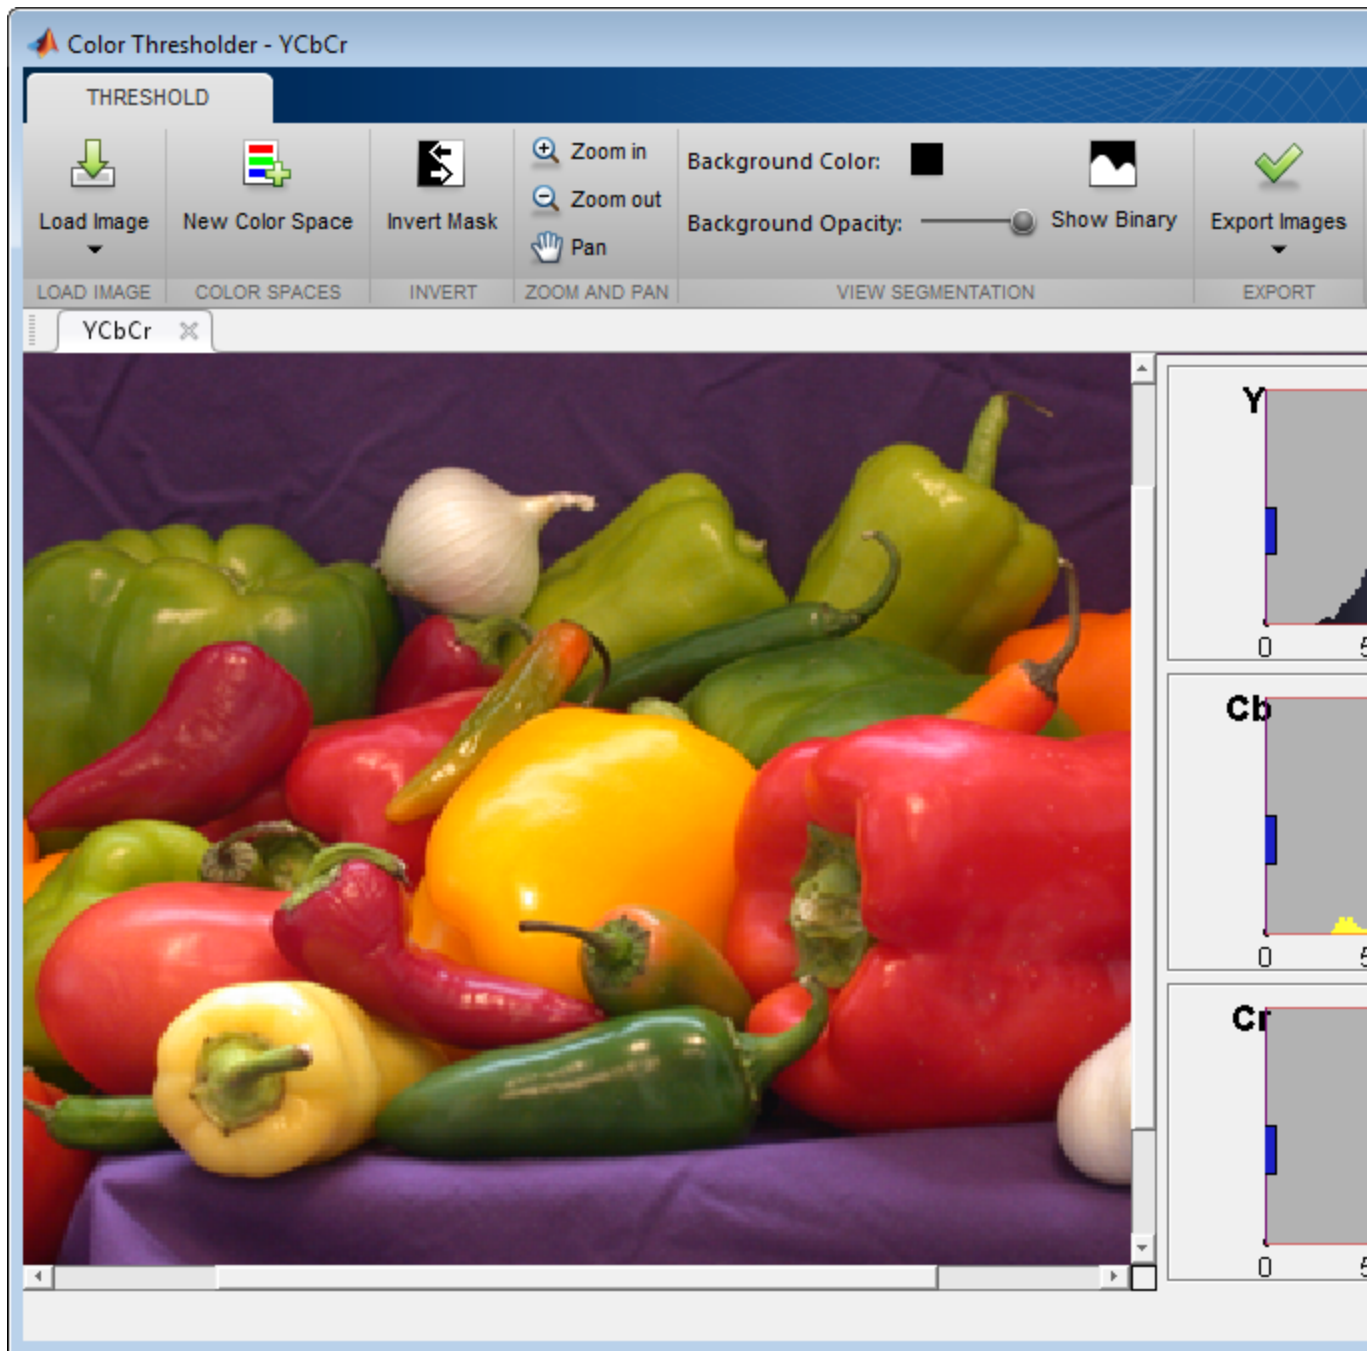 Color Thresholder - YCbCr
THRESHOLD
Load Image
New Color Space
Invert Mask
Zoom in
Zoom out
Pan
Background Color:
Background Opacity:
Show Binary
Export Images
LOAD IMAGE
COLOR SPACES
INVERT
ZOOM AND PAN
VIEW SEGMENTATION
EXPORT
YCbCr
Y
0
Cb
0
Cr
0